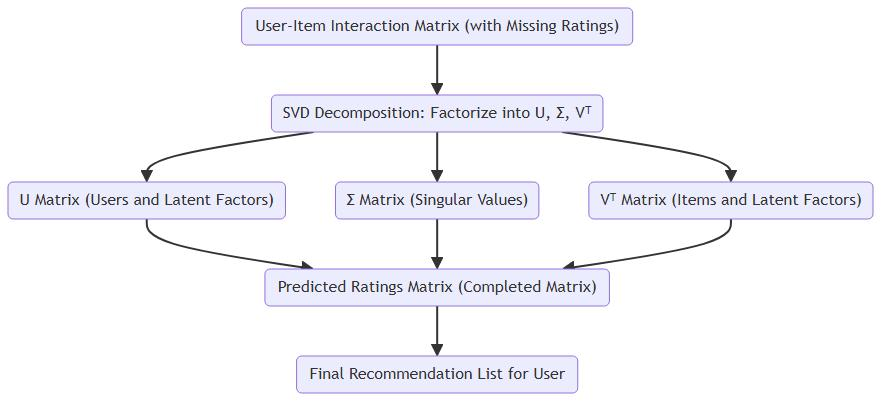 User-Item Interaction Matrix (with Missing Ratings)
SVD Decomposition: Factorize into U, Σ, Vᵀ
U Matrix (Users and Latent Factors)
Σ Matrix (Singular Values)
Vᵀ Matrix (Items and Latent Factors)
Predicted Ratings Matrix (Completed Matrix)
Final Recommendation List for User